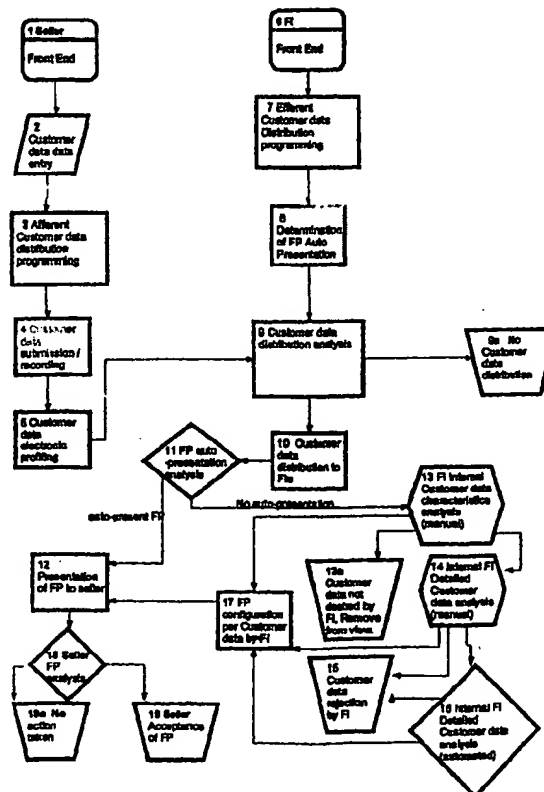 1 Seller
Front End
2
Customer
data data
entry
3 Afferent
Customer data
distribution
programming
4 Customer
data
submission /
recording
5 Customer
data
electronic
profiling
6 FI
Front End
7 Efferent
Customer data
Distribution
programming
8
Determination
of FP Auto
Presentation
9 Customer data
distribution analysis
9a No
Customer
data
distribution
10 Customer
data
distribution to
FIs
11 FP auto
-presentation
analysis
auto-present FP
No auto-presentation
12
Presentation
of FP to seller
13 FI Internal
Customer data
characteristics
analysis
(manual)
13a
Customer
data not
desired by
FI, Remove
from view
14 Internal FI
Detailed
Customer
data analysis
(manual)
15
Customer
data
rejection
by FI
16 Internal FI
Detailed
Customer data
analysis
(automated)
17 FP
configuration
per Customer
data by FI
18 Seller
FP
analysis
19a No
action
taken
19 Seller
Acceptance
of FP